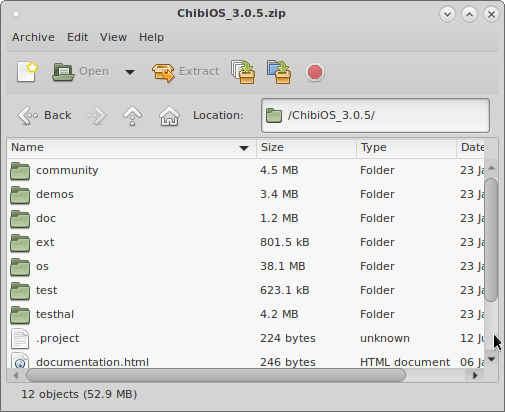 ChibiOS_3.0.5.zip
Archive Edit View Help
Open Extract
Back Location: /ChibiOS_3.0.5/
Name Size Type Date
community 4.5 MB Folder 23 Ja
demos 3.4 MB Folder 23 Ja
doc 1.2 MB Folder 23 Ja
ext 801.5 kB Folder 23 Ja
os 38.1 MB Folder 23 Ja
test 623.1 kB Folder 23 Ja
testhal 4.2 MB Folder 23 Ja
.project 224 bytes unknown 12 Ju
documentation.html 246 bytes HTML document 06 Ja
12 objects (52.9 MB)